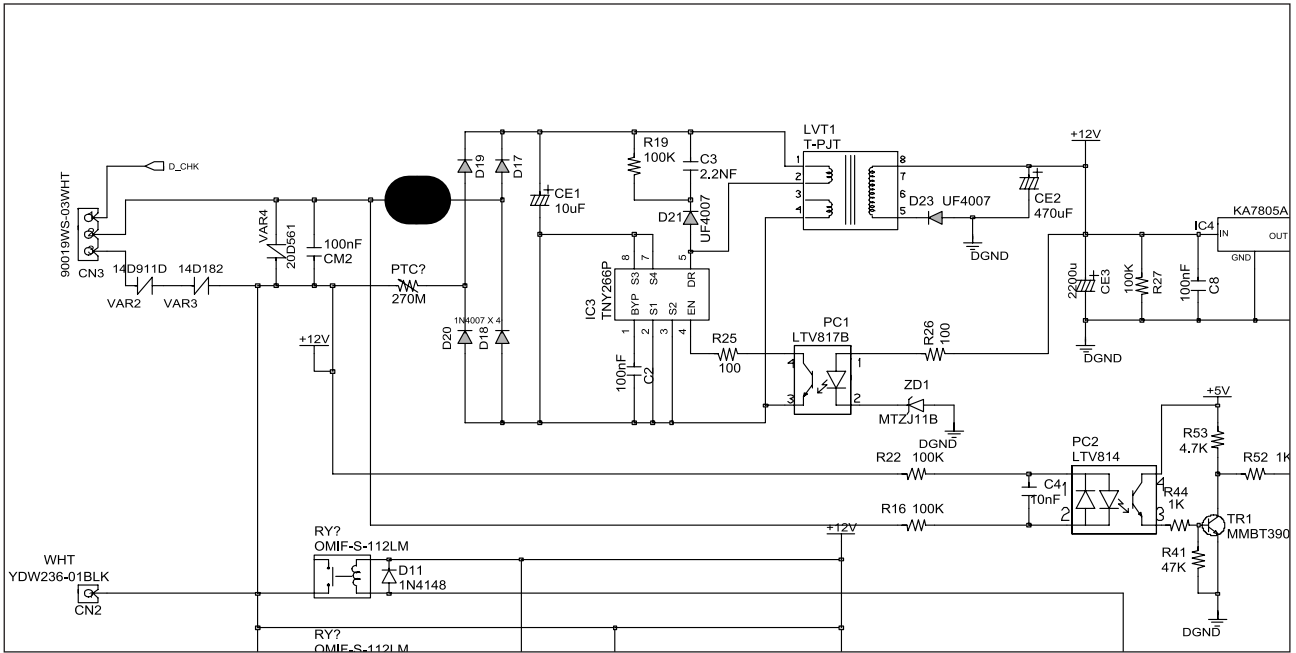 LVT1
T-PJT
+12V
R19
100K
C3
2.2NF
D19
D17
D_CHK
1
2
3
4
8
7
6
5
CE1
10uF
D21
UF4007
D23 UF4007
CE2
470uF
DGND
KA7805A
IC4
IN
OUT
GND
90019WS-03WHT
1
2
3
CN3
VAR4
20D561
100nF
CM2
14D911D
14D182
VAR2
VAR3
PTC?
270M
8
7
5
S3
S4
DR
IC3
TNY266P
BYP
S1
S2
EN
1
2
3
4
2200u
CE3
100K
R27
100nF
C8
1N4007 X 4
D20
D18
+12V
PC1
LTV817B
R25
100
R26
100
100nF
C2
4
3
1
2
DGND
ZD1
MTZJ11B
DGND
+5V
R53
4.7K
R52 1K
PC2
LTV814
R22 100K
C4
10nF
1
2
4
3
R44
1K
R16 100K
TR1
MMBT390
+12V
RY?
OMIF-S-112LM
R41
47K
WHT
YDW236-01BLK
CN2
D11
1N4148
DGND
RY?
OMIF-S-112LM